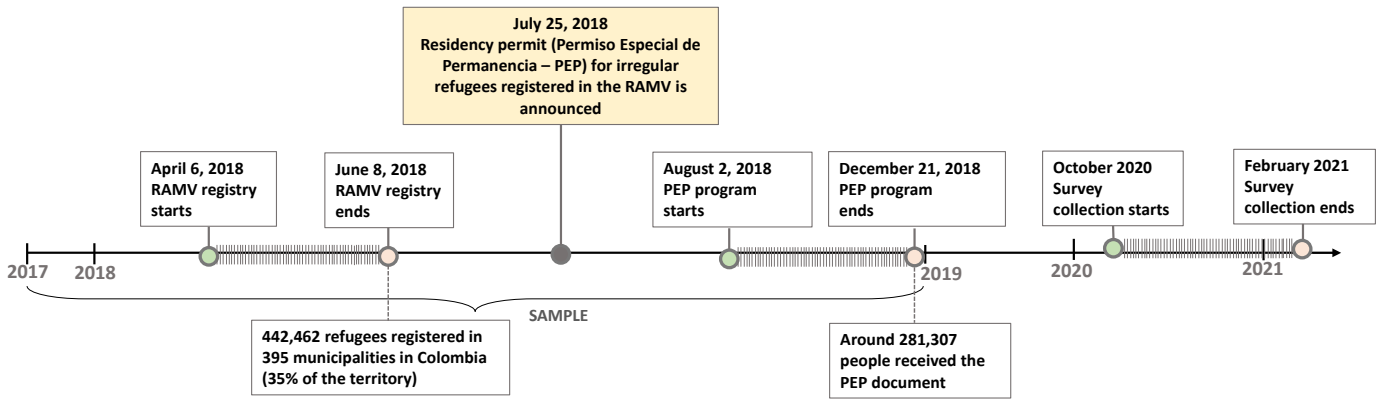 July 25, 2018
Residency permit (Permiso Especial de
Permanencia – PEP) for irregular
refugees registered in the RAMV is
announced
April 6, 2018
RAMV registry
starts
June 8, 2018
RAMV registry
ends
August 2, 2018
PEP program
starts
December 21, 2018
PEP program
ends
October 2020
Survey
collection starts
February 2021
Survey
collection ends
2017
2018
2019
2020
2021
SAMPLE
442,462 refugees registered in
395 municipalities in Colombia
(35% of the territory)
Around 281,307
people received the
PEP document